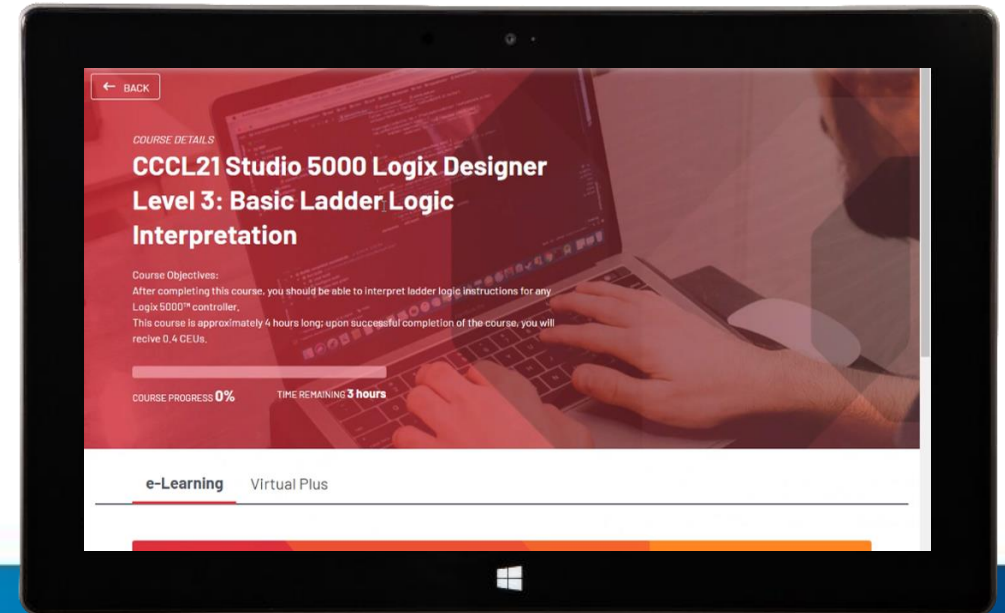 ← BACK
COURSE DETAILS
CCCL21 Studio 5000 Logix Designer
Level 3: Basic Ladder Logic
Interpretation
Course Objectives:
After completing this course, you should be able to interpret ladder logic instructions for any
Logix 5000™ controller.
This course is approximately 4 hours long; upon successful completion of the course, you will
recive 0.4 CEUs.
COURSE PROGRESS 0% TIME REMAINING 3 hours
e-Learning Virtual Plus